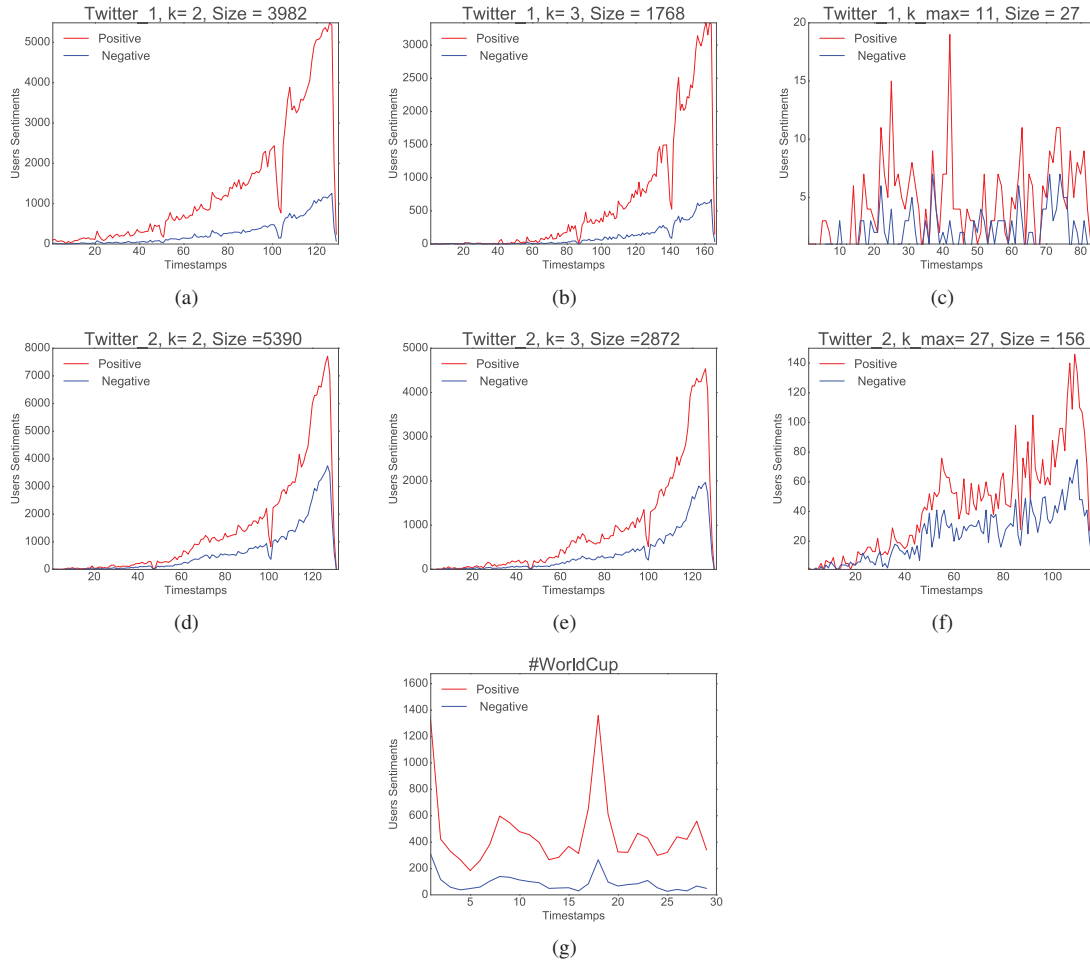 Twitter_1, k= 2, Size = 3982
Positive
Negative
Users Sentiments
5000
4000
3000
2000
1000
0
20 40 60 80 100 120
Timestamps
(a)
Twitter_1, k= 3, Size = 1768
Positive
Negative
Users Sentiments
3000
2500
2000
1500
1000
500
0
20 40 60 80 100 120 140 160
Timestamps
(b)
Twitter_1, k_max= 11, Size = 27
Positive
Negative
Users Sentiments
20
15
10
5
10 20 30 40 50 60 70 80
Timestamps
(c)
Twitter_2, k= 2, Size =5390
Positive
Negative
Users Sentiments
8000
7000
6000
5000
4000
3000
2000
1000
0
20 40 60 80 100 120
Timestamps
(d)
Twitter_2, k= 3, Size =2872
Positive
Negative
Users Sentiments
5000
4000
3000
2000
1000
0
20 40 60 80 100 120
Timestamps
(e)
Twitter_2, k_max= 27, Size = 156
Positive
Negative
Users Sentiments
140
120
100
80
60
40
20
20 40 60 80 100
Timestamps
(f)
#WorldCup
Positive
Negative
Users Sentiments
1600
1400
1200
1000
800
600
400
200
0
5 10 15 20 25 30
Timestamps
(g)